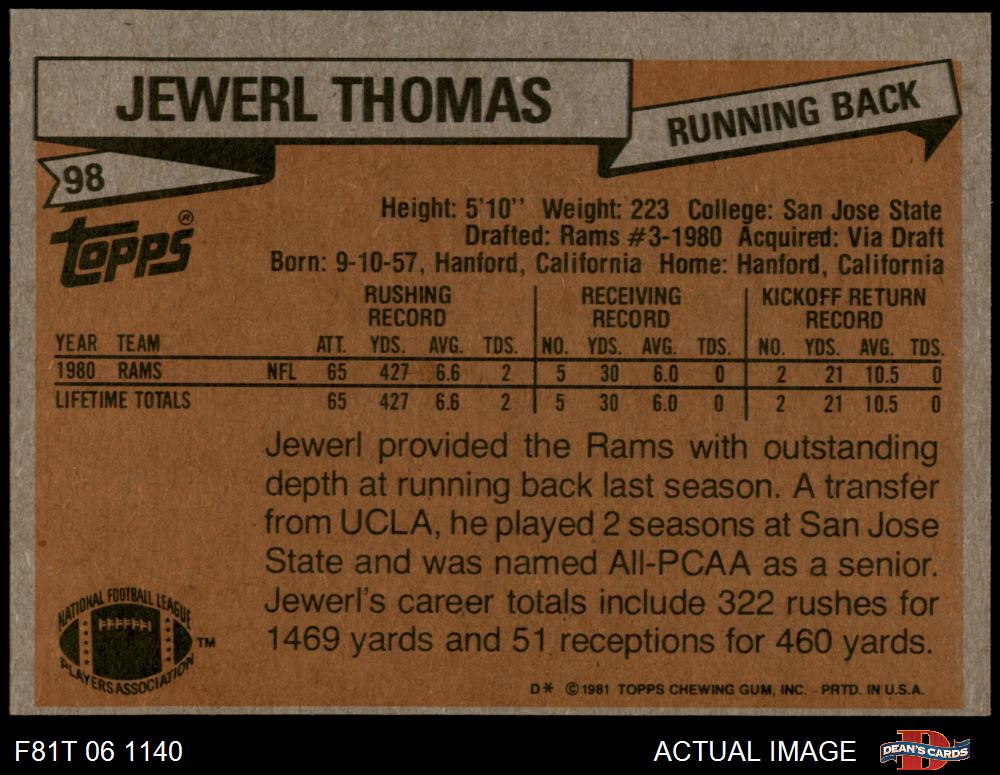 JEWERL THOMAS
RUNNING BACK
98
Topps®
Height: 5'10'' Weight: 223 College: San Jose State
Drafted: Rams #3-1980 Acquired: Via Draft
Born: 9-10-57, Hanford, California Home: Hanford, California
RUSHING RECORD RECEIVING RECORD KICKOFF RETURN RECORD
YEAR TEAM ATT. YDS. AVG. TDS. NO. YDS. AVG. TDS. NO. YDS. AVG. TDS.
1980 RAMS NFL 65 427 6.6 2 5 30 6.0 0 2 21 10.5 0
LIFETIME TOTALS 65 427 6.6 2 5 30 6.0 0 2 21 10.5 0
Jewerl provided the Rams with outstanding
depth at running back last season. A transfer
from UCLA, he played 2 seasons at San Jose
State and was named All-PCAA as a senior.
Jewerl's career totals include 322 rushes for
1469 yards and 51 receptions for 460 yards.
NATIONAL FOOTBALL LEAGUE
PLAYERS ASSOCIATION
TM
D* ©1981 TOPPS CHEWING GUM, INC. PRTD. IN U.S.A.
F81T 06 1140
ACTUAL IMAGE
DEAN'S CARDS